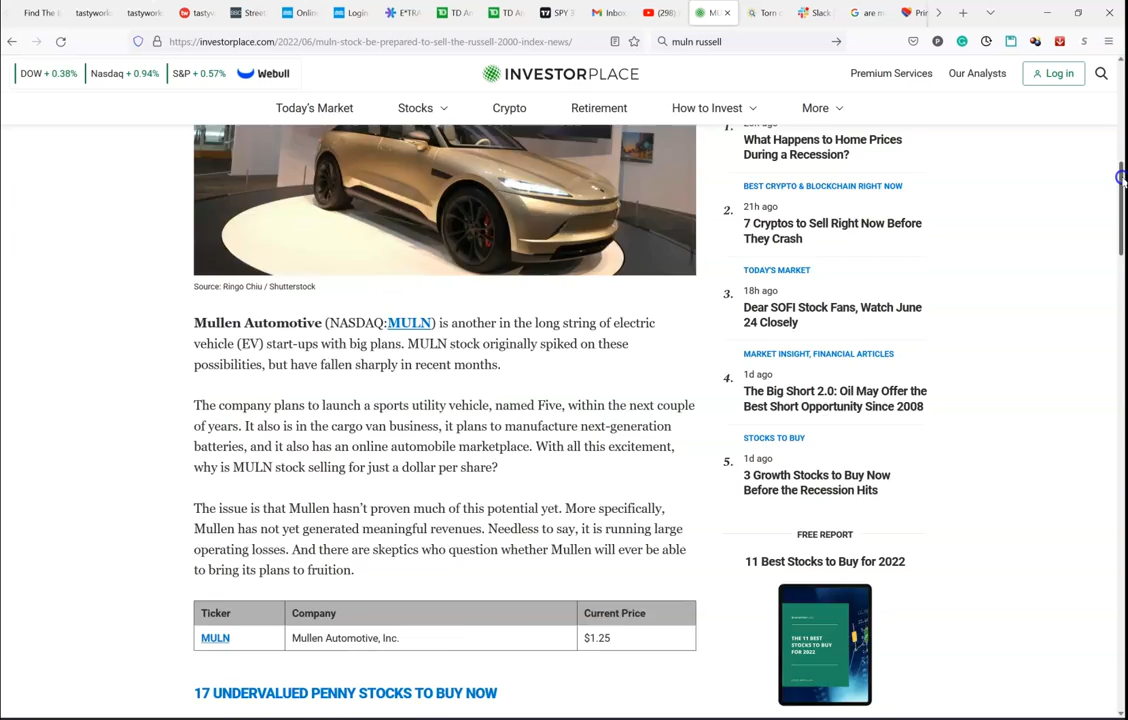 Find The
tastywork
tastywork
tastyw
Street
Onlin
Login
E*TRA
TD Am
TD Am
SPY 3
Inbox
(298)
MU
Torn c
Slack
are m
Prin
https://investorplace.com/2022/06/muln-stock-be-prepared-to-sell-the-russell-2000-index-news/
muln russell
DOW + 0.38%
Nasdaq + 0.94%
S&P + 0.57%
Webull
INVESTORPLACE
Premium Services
Our Analysts
Log in
Today's Market
Stocks
Crypto
Retirement
How to Invest
More
Source: Ringo Chiu / Shutterstock
Mullen Automotive (NASDAQ:MULN) is another in the long string of electric
vehicle (EV) start-ups with big plans. MULN stock originally spiked on these
possibilities, but have fallen sharply in recent months.
The company plans to launch a sports utility vehicle, named Five, within the next couple
of years. It also is in the cargo van business, it plans to manufacture next-generation
batteries, and it also has an online automobile marketplace. With all this excitement,
why is MULN stock selling for just a dollar per share?
The issue is that Mullen hasn't proven much of this potential yet. More specifically,
Mullen has not yet generated meaningful revenues. Needless to say, it is running large
operating losses. And there are skeptics who question whether Mullen will ever be able
to bring its plans to fruition.
Ticker
Company
Current Price
MULN
Mullen Automotive, Inc.
$1.25
17 UNDERVALUED PENNY STOCKS TO BUY NOW
1.
What Happens to Home Prices
During a Recession?
BEST CRYPTO & BLOCKCHAIN RIGHT NOW
2.
21h ago
7 Cryptos to Sell Right Now Before
They Crash
TODAY'S MARKET
3.
18h ago
Dear SOFI Stock Fans, Watch June
24 Closely
MARKET INSIGHT, FINANCIAL ARTICLES
4.
1d ago
The Big Short 2.0: Oil May Offer the
Best Short Opportunity Since 2008
STOCKS TO BUY
5.
1d ago
3 Growth Stocks to Buy Now
Before the Recession Hits
FREE REPORT
11 Best Stocks to Buy for 2022
THE 11 BEST
STOCKS TO BUY
FOR 2022